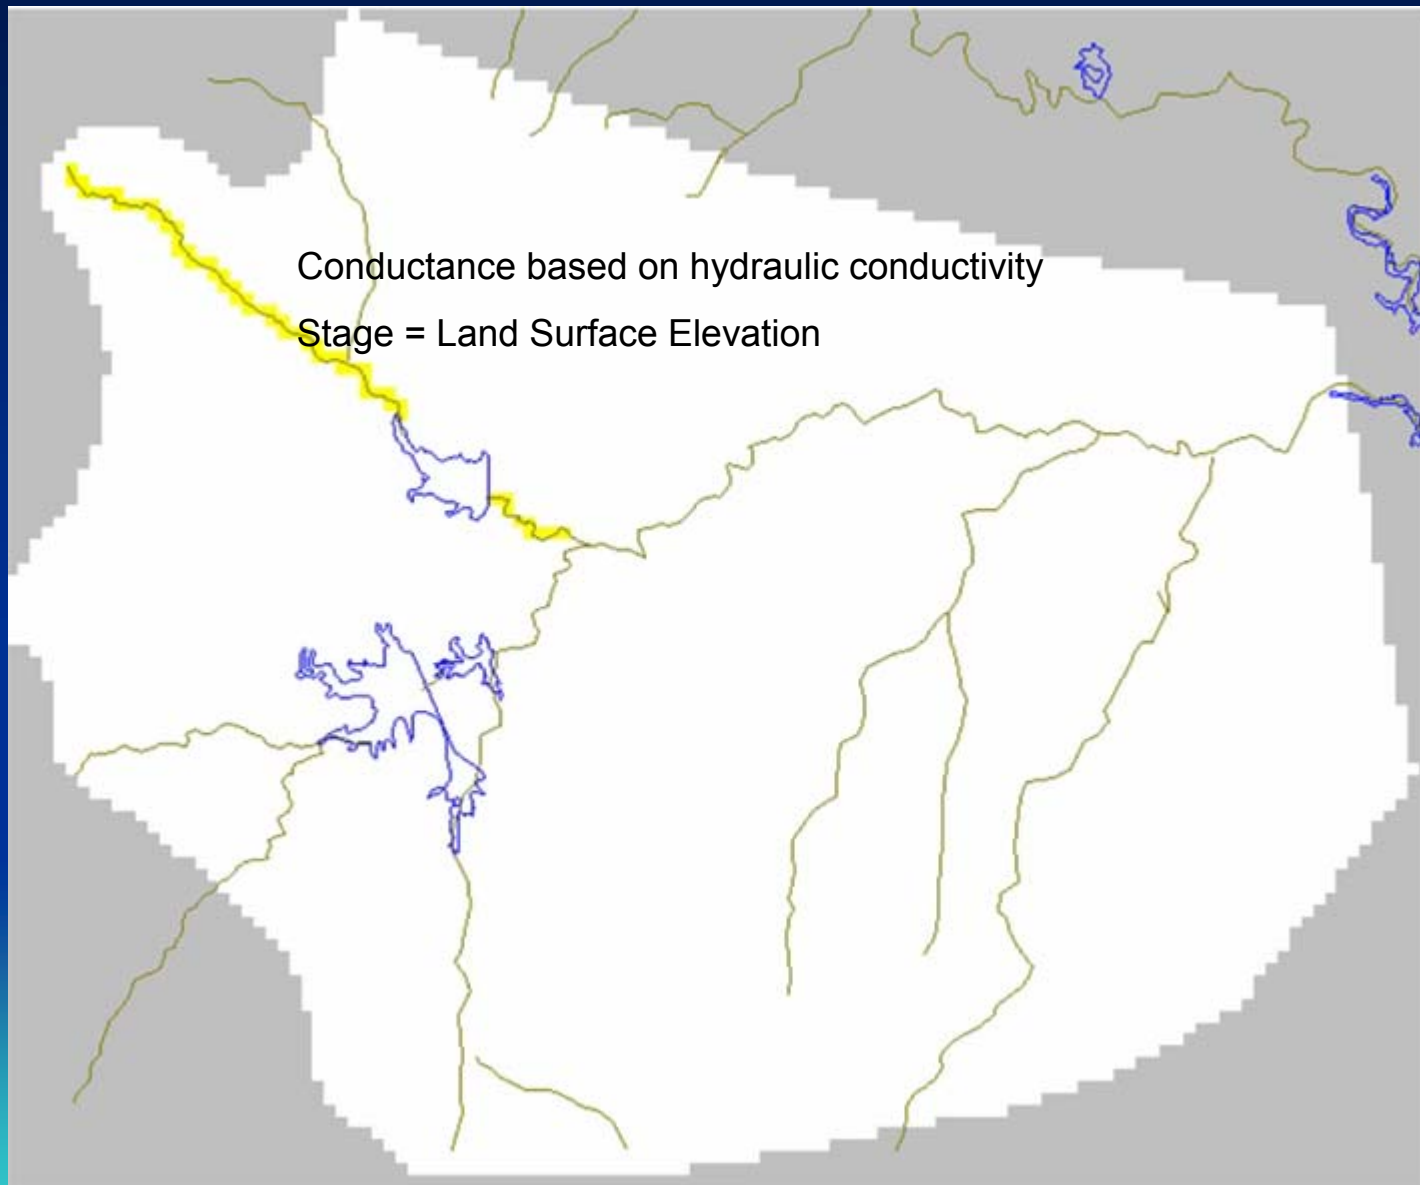 Conductance based on hydraulic conductivity
Stage = Land Surface Elevation